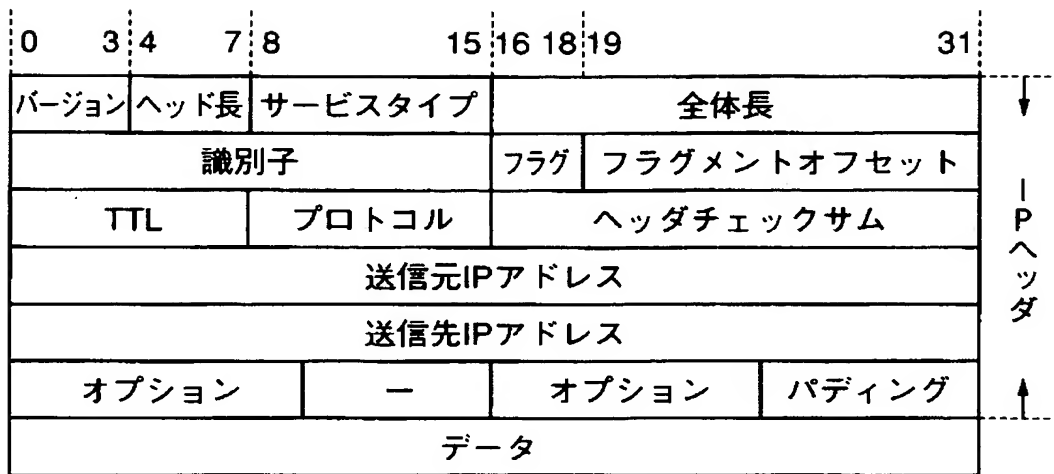 0 3 4 7 8 15 16 18 19 31
バージョン ヘッド長 サービスタイプ 全体長
識別子 フラグ フラグメントオフセット
TTL プロトコル ヘッダチェックサム
送信元IPアドレス
送信先IPアドレス
オプション ー オプション パディング
データ
IPヘッダ